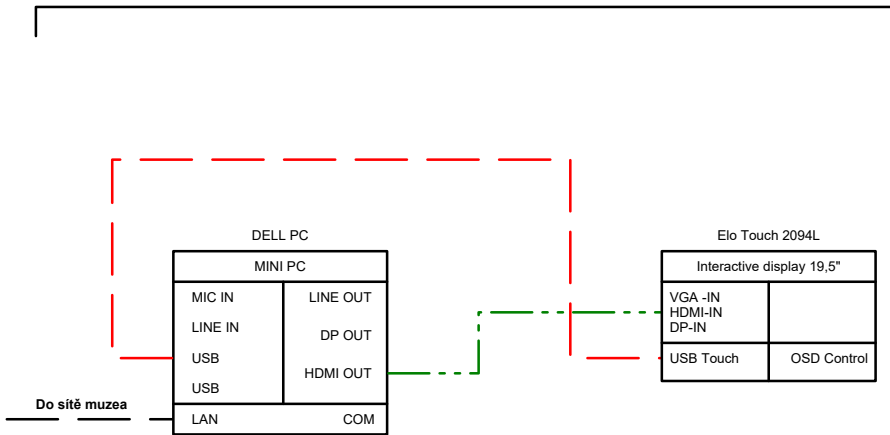 DELL PC
MINI PC
MIC IN
LINE OUT
LINE IN
DP OUT
USB
HDMI OUT
USB
LAN
COM
Do sítě muzea
Elo Touch 2094L
Interactive display 19,5"
VGA -IN
HDMI-IN
DP-IN
USB Touch
OSD Control